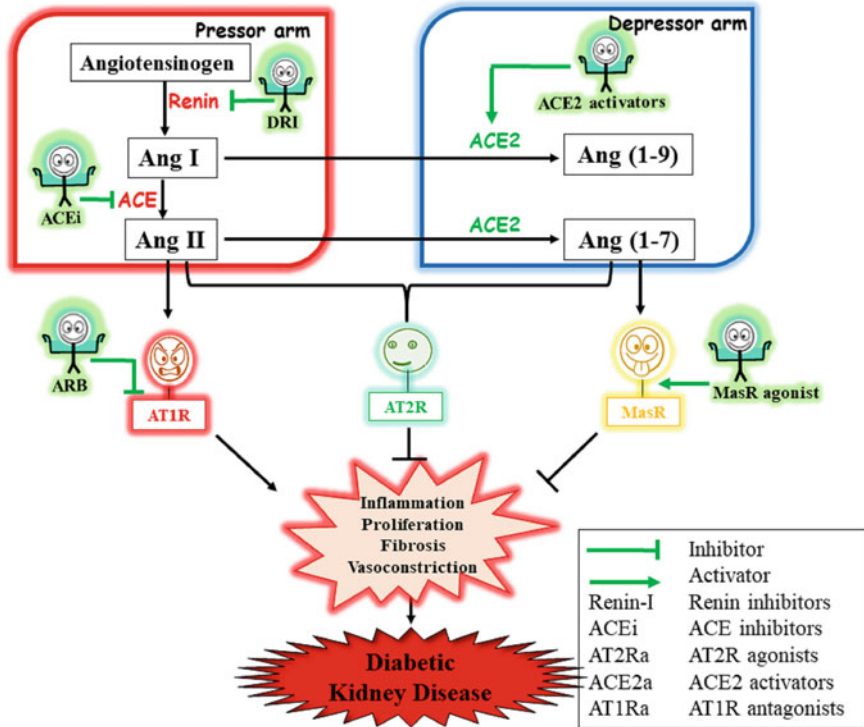 Pressor arm
Depressor arm
Angiotensinogen
Renin
DRI
ACE2 activators
ACE2
Ang I
Ang (1-9)
ACEi
ACE
ACE2
Ang II
Ang (1-7)
ARB
AT1R
AT2R
MasR
MasR agonist
Inflammation
Proliferation
Fibrosis
Vasoconstriction
Diabetic
Kidney Disease
Inhibitor
Activator
Renin-I Renin inhibitors
ACEi ACE inhibitors
AT2Ra AT2R agonists
ACE2a ACE2 activators
AT1Ra AT1R antagonists